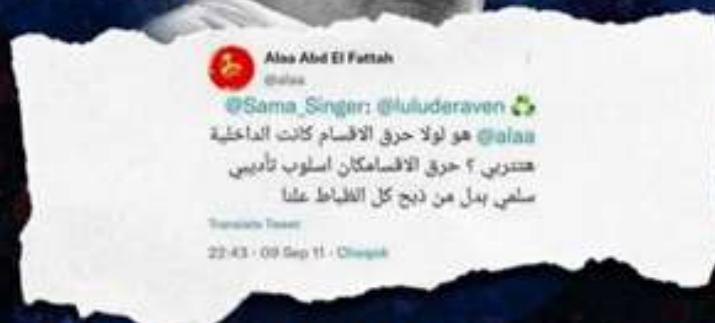 Alaa Abd El Fattah
@alaa
@Sama_Singer: @luluderaven
@alaa هو لولا حرق الاقسام كانت الداخلية
هتتربي ؟ حرق الاقسامكان اسلوب تأديبي
سلمي بدل من ذبح كل الظباط علنا
Translate Tweet
22:43 · 09 Sep 11 ·